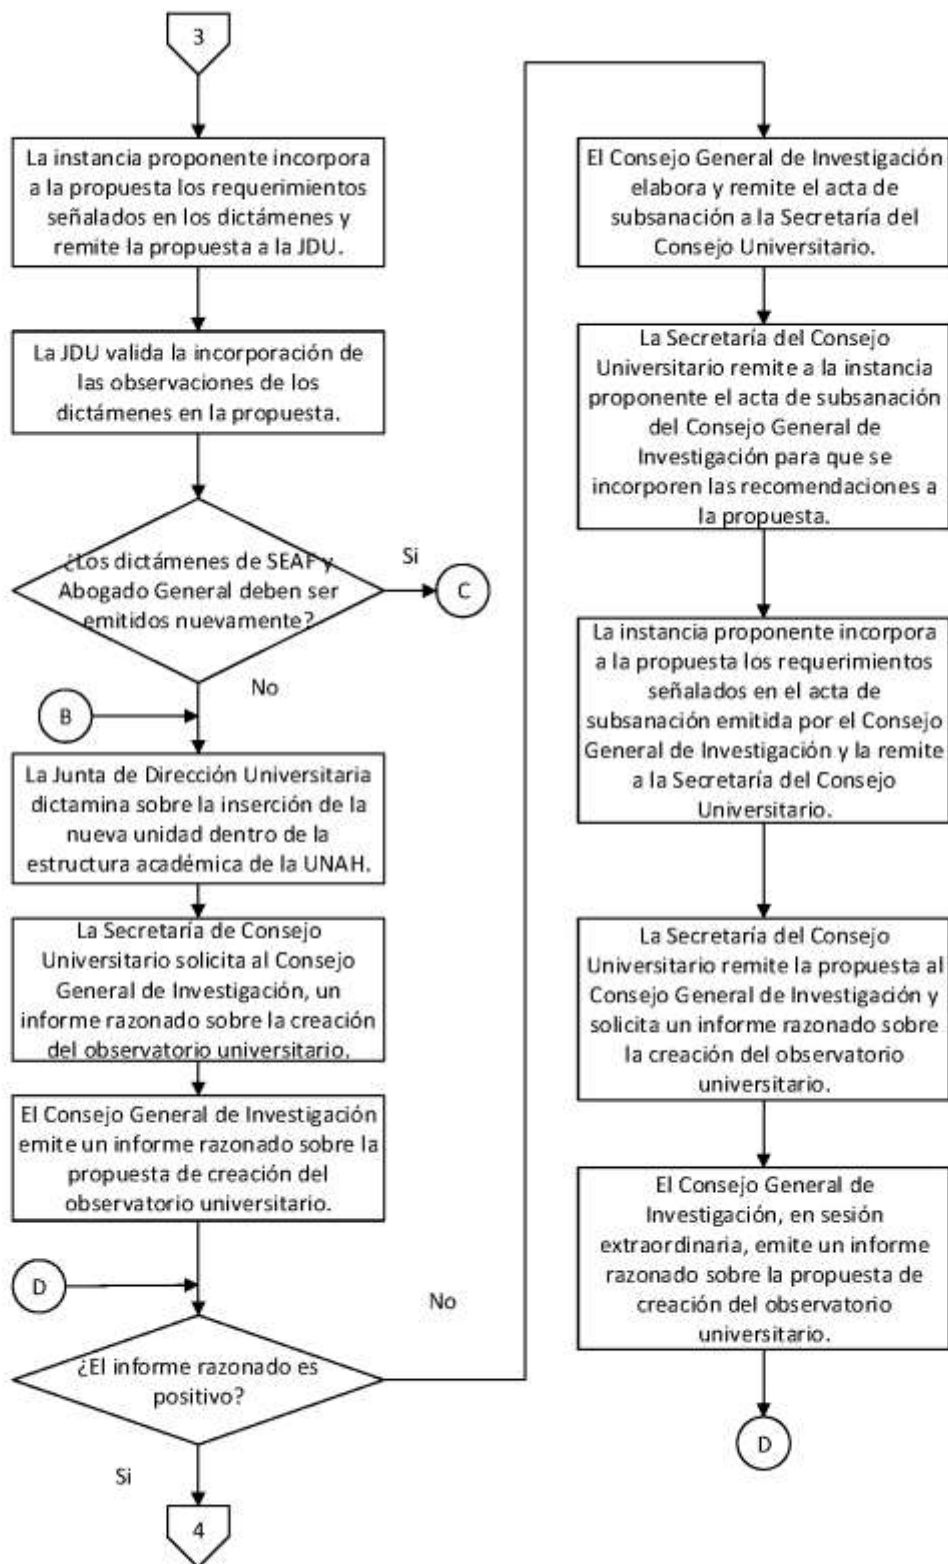 3
La instancia proponente incorpora
a la propuesta los requerimientos
señalados en los dictámenes y
remite la propuesta a la JDU.
La JDU valida la incorporación de
las observaciones de los
dictámenes en la propuesta.
¿Los dictámenes de SEAF y
Abogado General deben ser
emitidos nuevamente?
Si
C
No
B
La Junta de Dirección Universitaria
dictamina sobre la inserción de la
nueva unidad dentro de la
estructura académica de la UNAH.
La Secretaría de Consejo
Universitario solicita al Consejo
General de Investigación, un
informe razonado sobre la creación
del observatorio universitario.
El Consejo General de Investigación
emite un informe razonado sobre la
propuesta de creación del
observatorio universitario.
D
No
¿El informe razonado es
positivo?
Si
4
El Consejo General de Investigación
elabora y remite el acta de
subsanación a la Secretaría del
Consejo Universitario.
La Secretaría del Consejo
Universitario remite a la instancia
proponente el acta de subsanación
del Consejo General de
Investigación para que se
incorporen las recomendaciones a
la propuesta.
La instancia proponente incorpora
a la propuesta los requerimientos
señalados en el acta de
subsanación emitida por el Consejo
General de Investigación y la remite
a la Secretaría del Consejo
Universitario.
La Secretaría del Consejo
Universitario remite la propuesta al
Consejo General de Investigación y
solicita un informe razonado sobre
la creación del observatorio
universitario.
El Consejo General de
Investigación, en sesión
extraordinaria, emite un informe
razonado sobre la propuesta de
creación del observatorio
universitario.
D